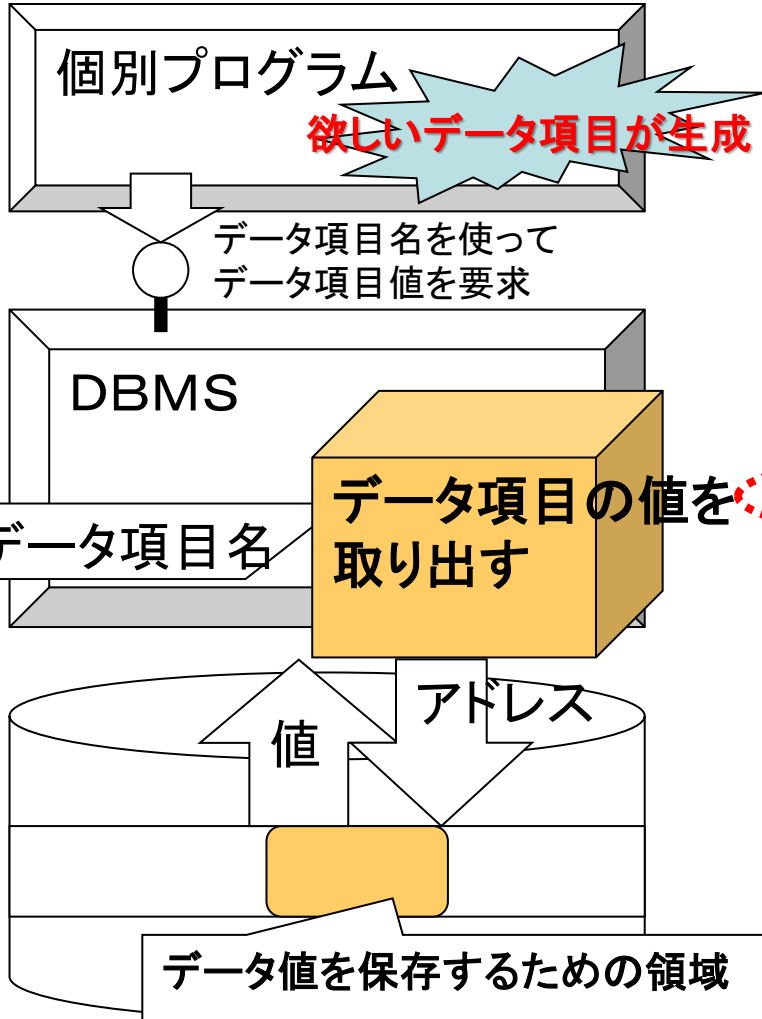 個別プログラム
欲しいデータ項目が生成
データ項目名を使って
データ項目値を要求
DBMS
データ項目の値を
取り出す
データ項目名
アドレス
値
データ値を保存するための領域